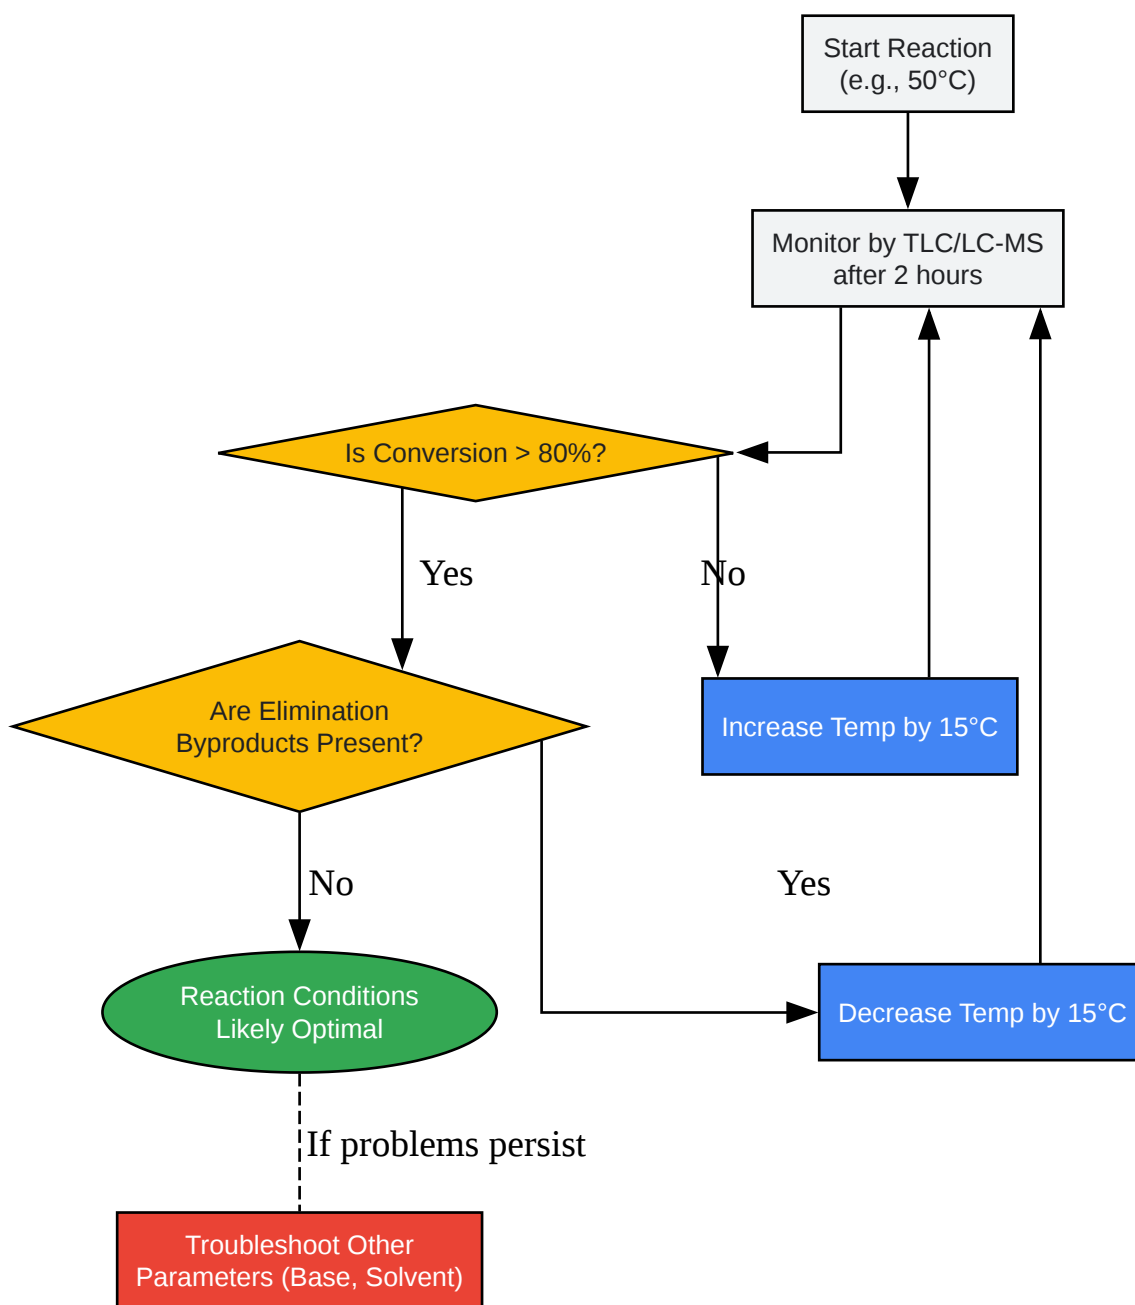 Start Reaction
(e.g., 50°C)
Monitor by TLC/LC-MS
after 2 hours
Is Conversion > 80%?
Yes
No
Are Elimination
Byproducts Present?
Increase Temp by 15°C
No
Yes
Reaction Conditions
Likely Optimal
Decrease Temp by 15°C
If problems persist
Troubleshoot Other
Parameters (Base, Solvent)